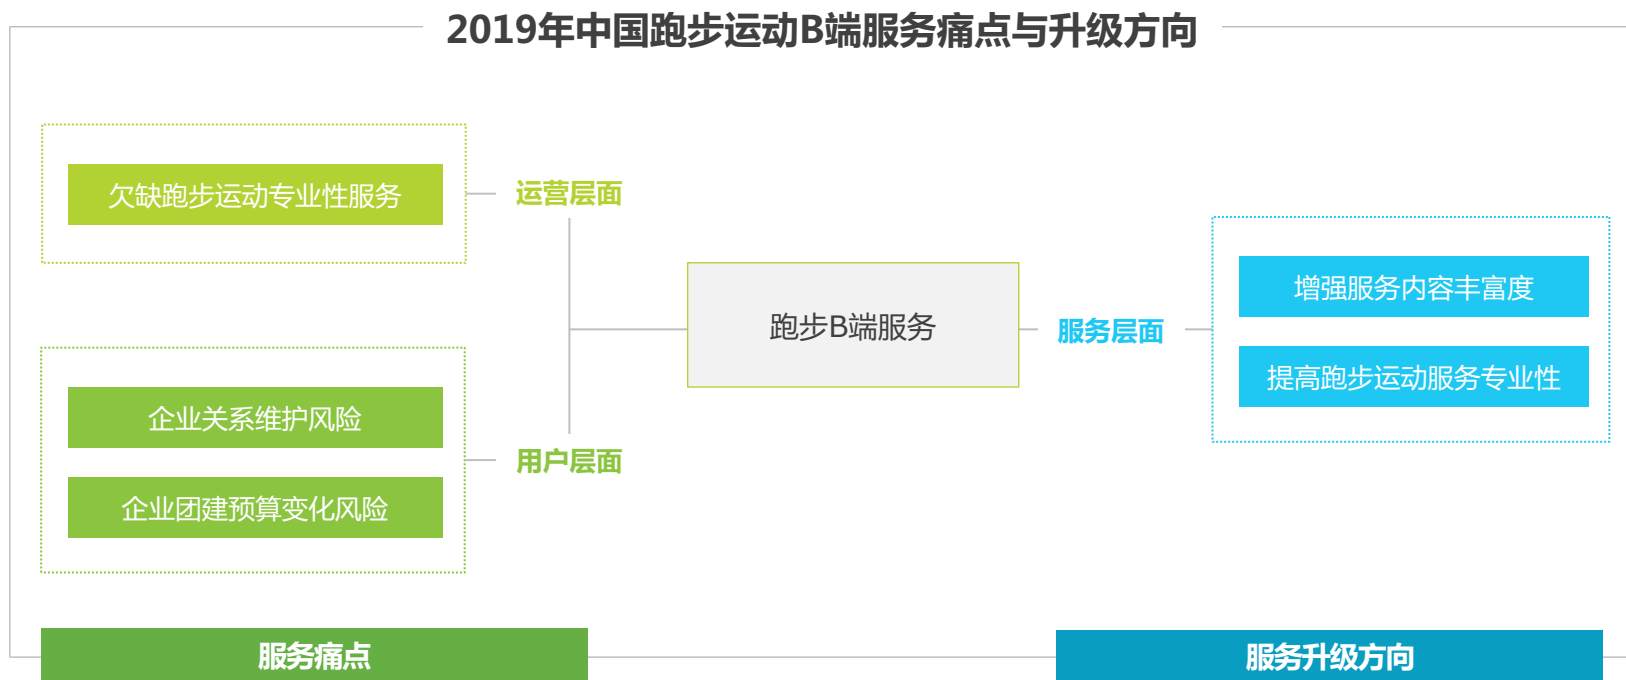 2019年中国跑步运动B端服务痛点与升级方向
欠缺跑步运动专业性服务
运营层面
企业关系维护风险
企业团建预算变化风险
用户层面
跑步B端服务
服务层面
增强服务内容丰富度
提高跑步运动服务专业性
服务痛点
服务升级方向